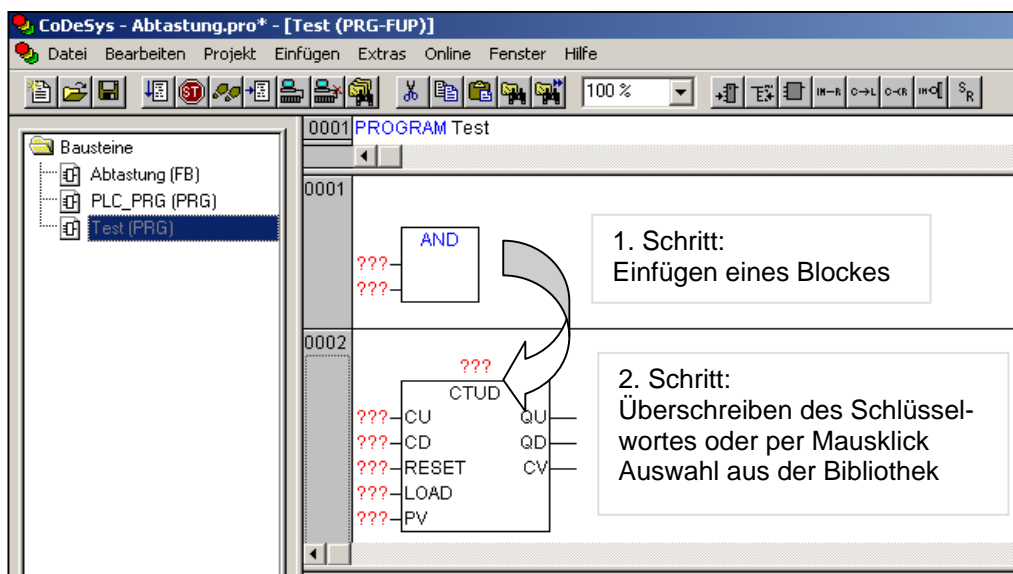 CoDeSys - Abtastung.pro* - [Test (PRG-FUP)]
Datei Bearbeiten Projekt Einfügen Extras Online Fenster Hilfe
100 %
IN-R C→L C→R IN-O S R
Bausteine
Abtastung (FB)
PLC_PRG (PRG)
Test (PRG)
0001 PROGRAM Test
0001
AND
???
???
1. Schritt:
Einfügen eines Blockes
0002
???
CTUD
??? CU QU
??? CD QD
??? RESET CV
??? LOAD
??? PV
2. Schritt:
Überschreiben des Schlüssel-
wortes oder per Mausklick
Auswahl aus der Bibliothek